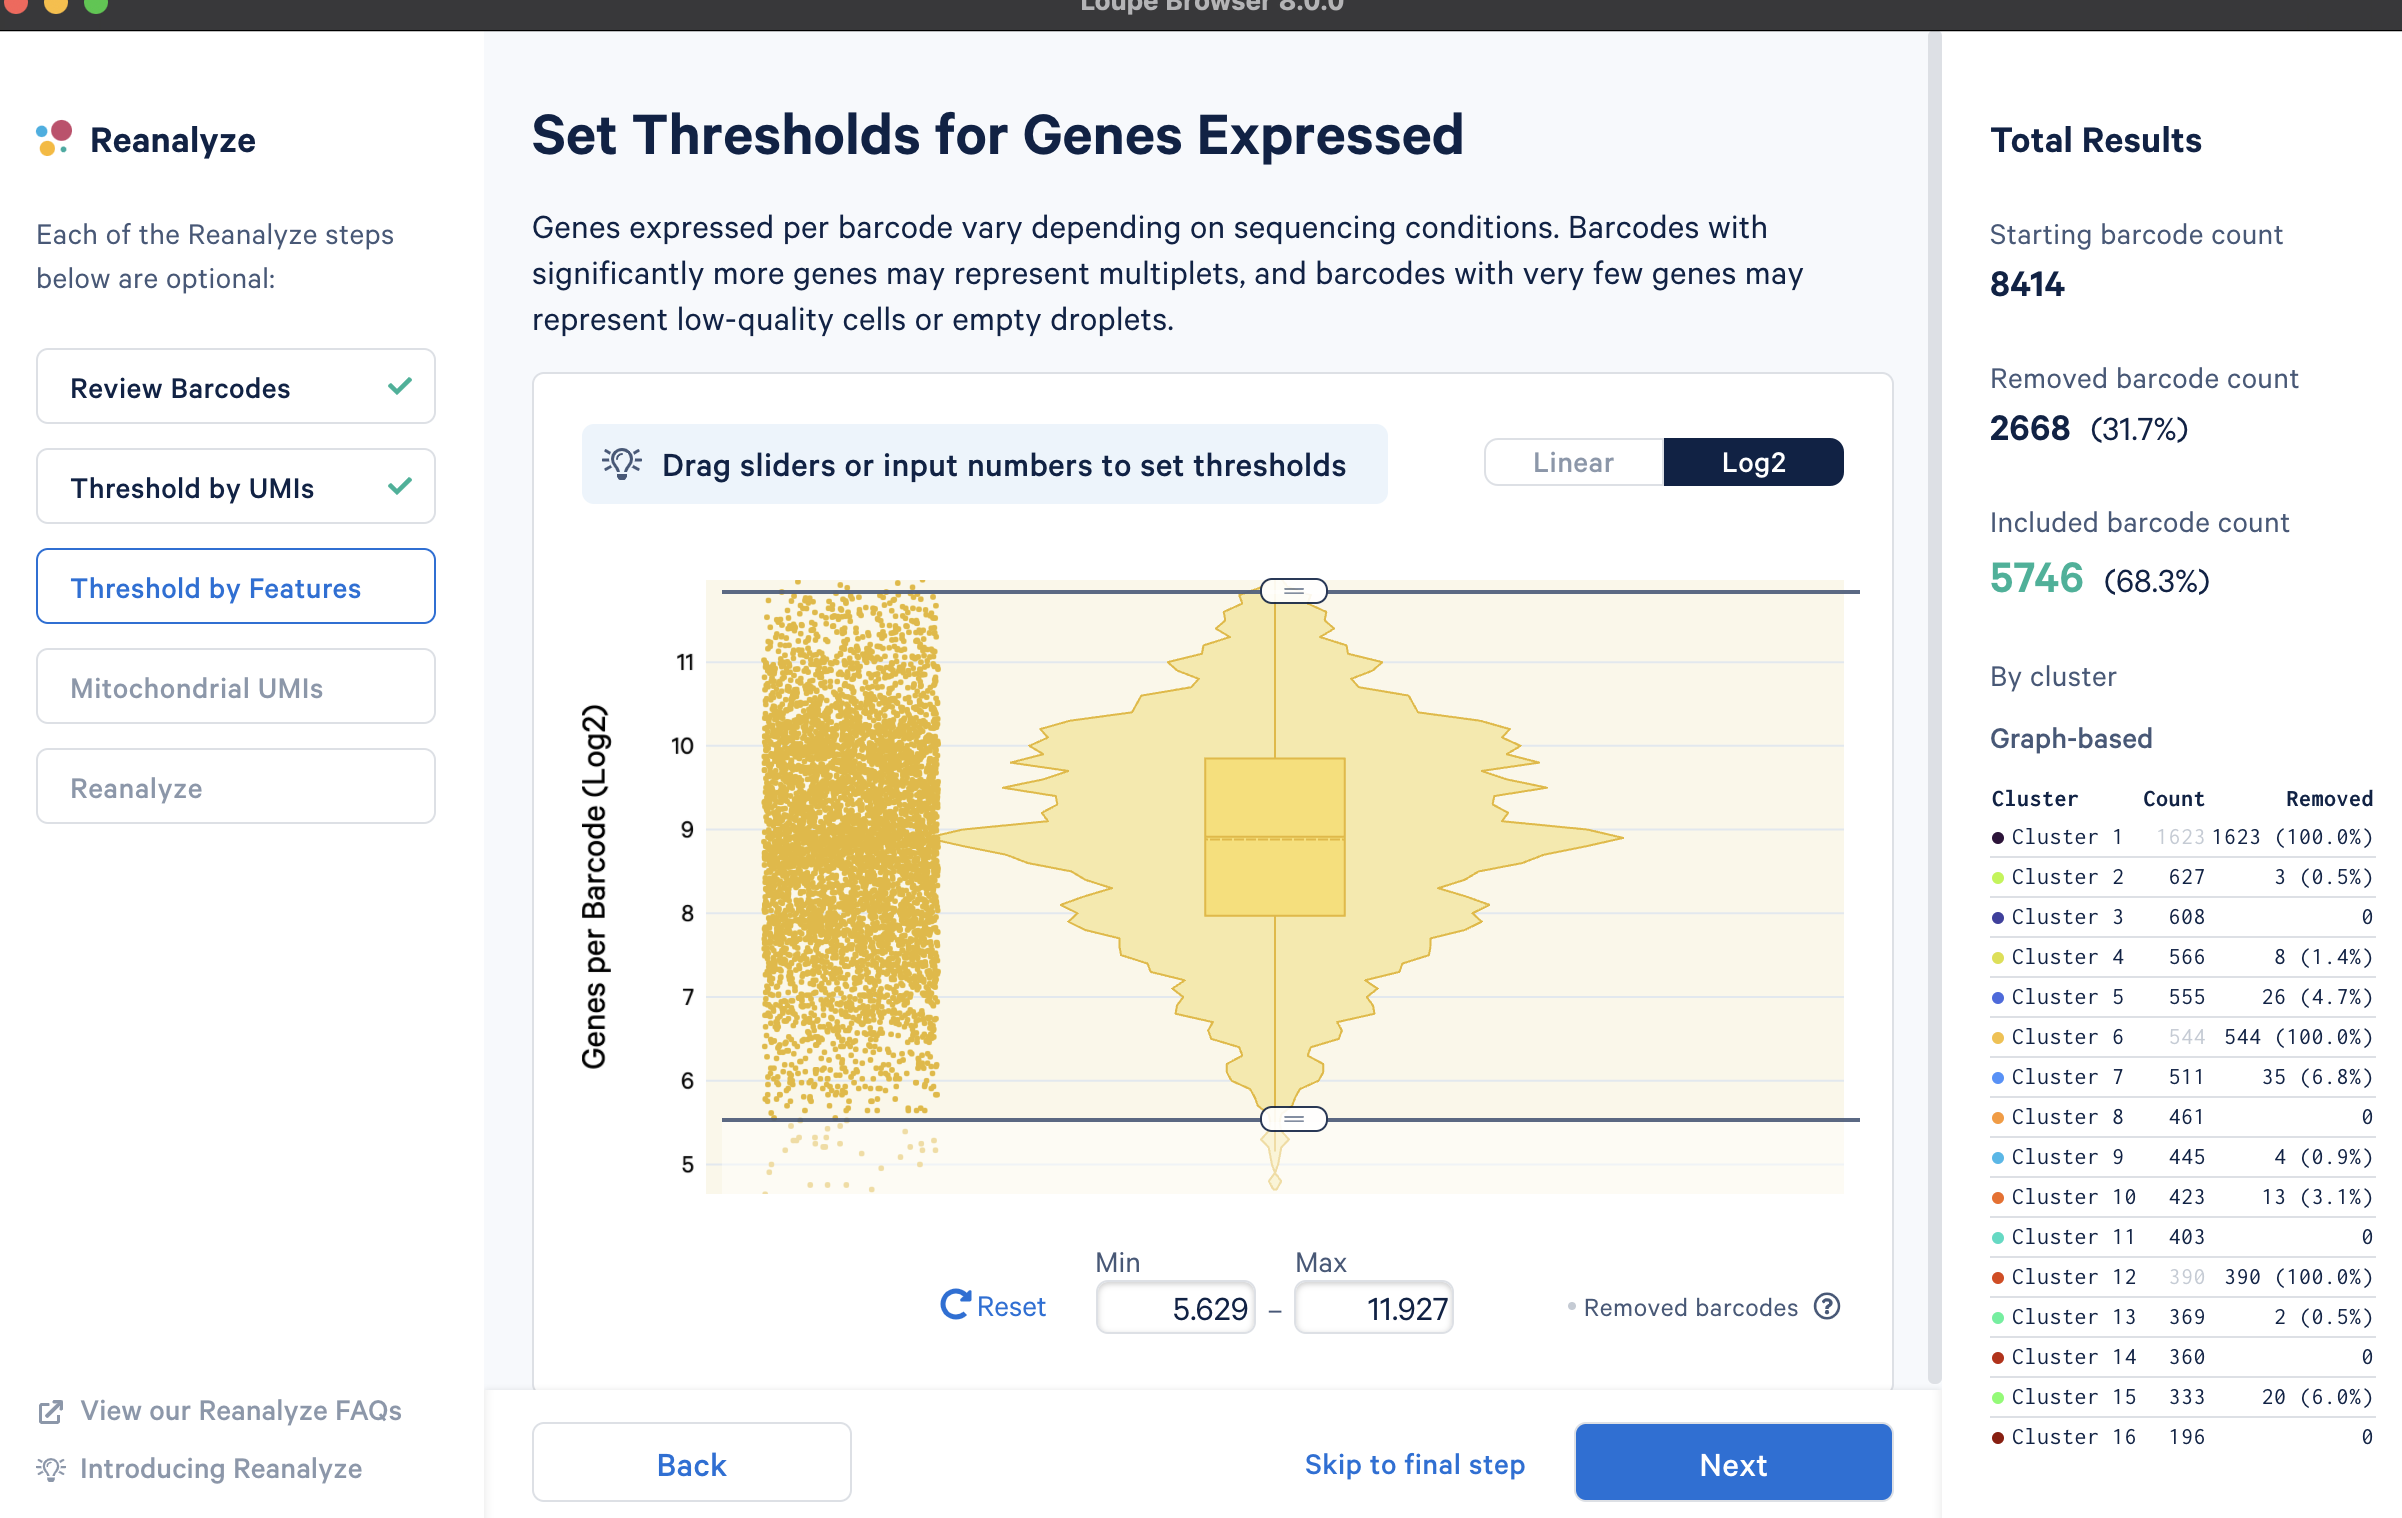 Loupe Browser 8.0.0
Reanalyze
Each of the Reanalyze steps
below are optional:
Review Barcodes
Threshold by UMIs
Threshold by Features
Mitochondrial UMIs
Reanalyze
View our Reanalyze FAQs
Introducing Reanalyze
Set Thresholds for Genes Expressed
Genes expressed per barcode vary depending on sequencing conditions. Barcodes with
significantly more genes may represent multiplets, and barcodes with very few genes may
represent low-quality cells or empty droplets.
Drag sliders or input numbers to set thresholds
Linear Log2
Genes per Barcode (Log2)
11
10
9
8
7
6
5
Min Max
Reset 5.629 – 11.927 Removed barcodes ?
Back Skip to final step Next
Total Results
Starting barcode count
8414
Removed barcode count
2668 (31.7%)
Included barcode count
5746 (68.3%)
By cluster
Graph-based
Cluster Count Removed
Cluster 1 1623 1623 (100.0%)
Cluster 2 627 3 (0.5%)
Cluster 3 608 0
Cluster 4 566 8 (1.4%)
Cluster 5 555 26 (4.7%)
Cluster 6 544 544 (100.0%)
Cluster 7 511 35 (6.8%)
Cluster 8 461 0
Cluster 9 445 4 (0.9%)
Cluster 10 423 13 (3.1%)
Cluster 11 403 0
Cluster 12 390 390 (100.0%)
Cluster 13 369 2 (0.5%)
Cluster 14 360 0
Cluster 15 333 20 (6.0%)
Cluster 16 196 0